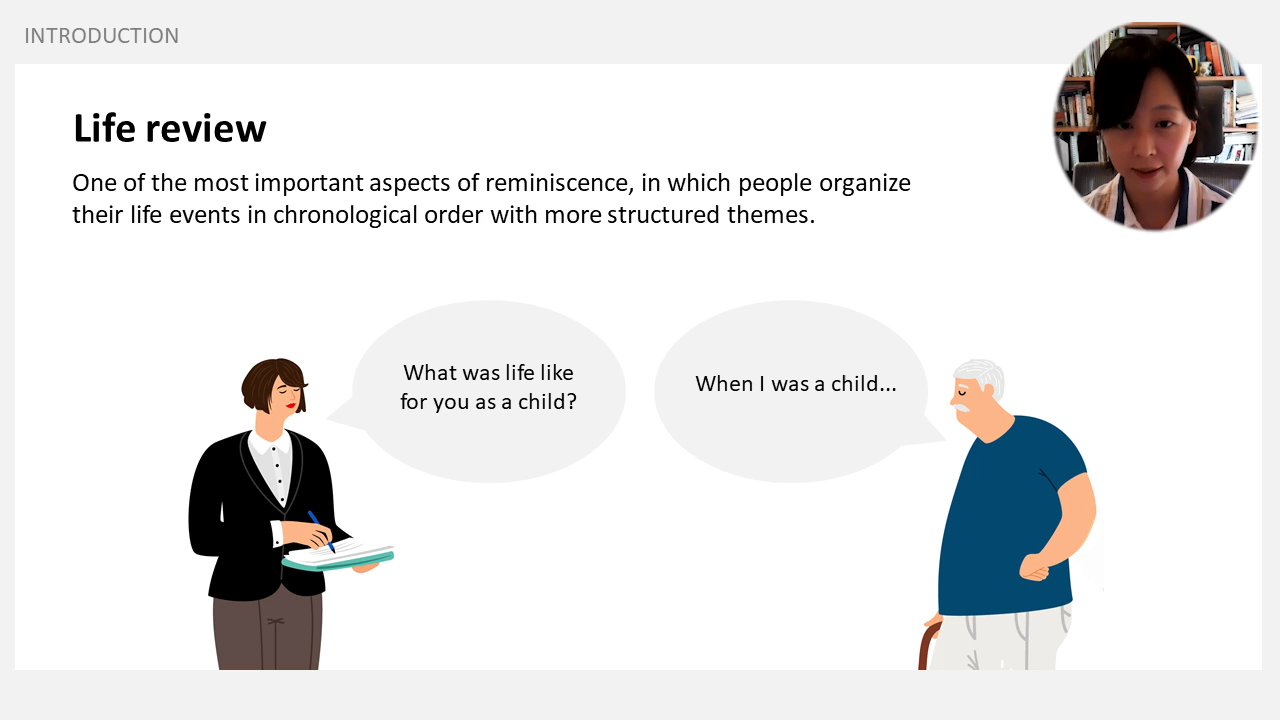 INTRODUCTION
Life review
One of the most important aspects of reminiscence, in which people organize
their life events in chronological order with more structured themes.
What was life like
for you as a child?
When I was a child...